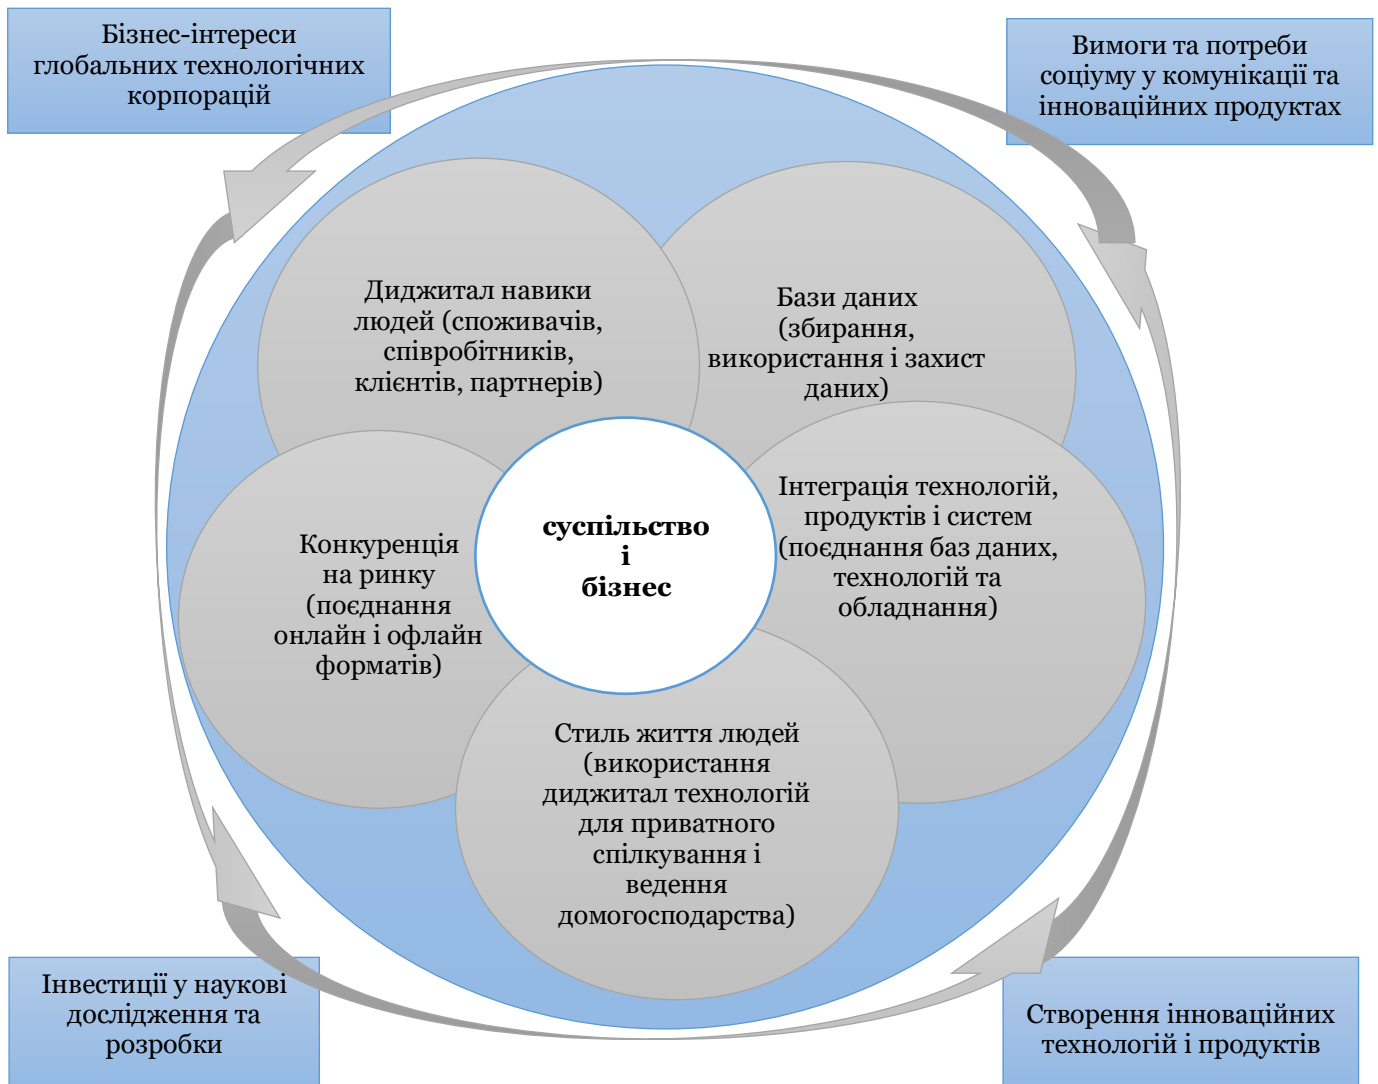 Бізнес-інтереси
глобальних технологічних
корпорацій
Вимоги та потреби
соціуму у комунікації та
інноваційних продуктах
Диджитал навики
людей (споживачів,
співробітників,
клієнтів, партнерів)
Бази даних
(збирання,
використання і захист
даних)
Конкуренція
на ринку
(поєднання
онлайн і офлайн
форматів)
суспільство
і
бізнес
Інтеграція технологій,
продуктів і систем
(поєднання баз даних,
технологій та
обладнання)
Стиль життя людей
(використання
диджитал технологій
для приватного
спілкування і
ведення
домогосподарства)
Інвестиції у наукові
дослідження та
розробки
Створення інноваційних
технологій і продуктів